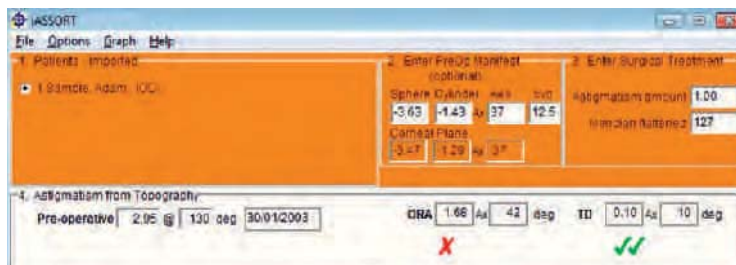 iASSORT
File Options Graph Help
1. Patients - Imported
1 Sample, Adam, (OD)
2. Enter PreOp Manifest
(optional)
Sphere Cylinder Axis BVD
-3.63 -1.43 Ax 37 12.5
Corneal Plane
-3.47 -1.29 Ax 37
3. Enter Surgical Treatment
Astigmatism amount 1.00
Meridian flattened 127
4. Astigmatism from Topography
Pre-operative 2.95 @ 130 deg 30/01/2003
ORA 1.68 Ax 42 deg
TD 0.10 Ax 10 deg